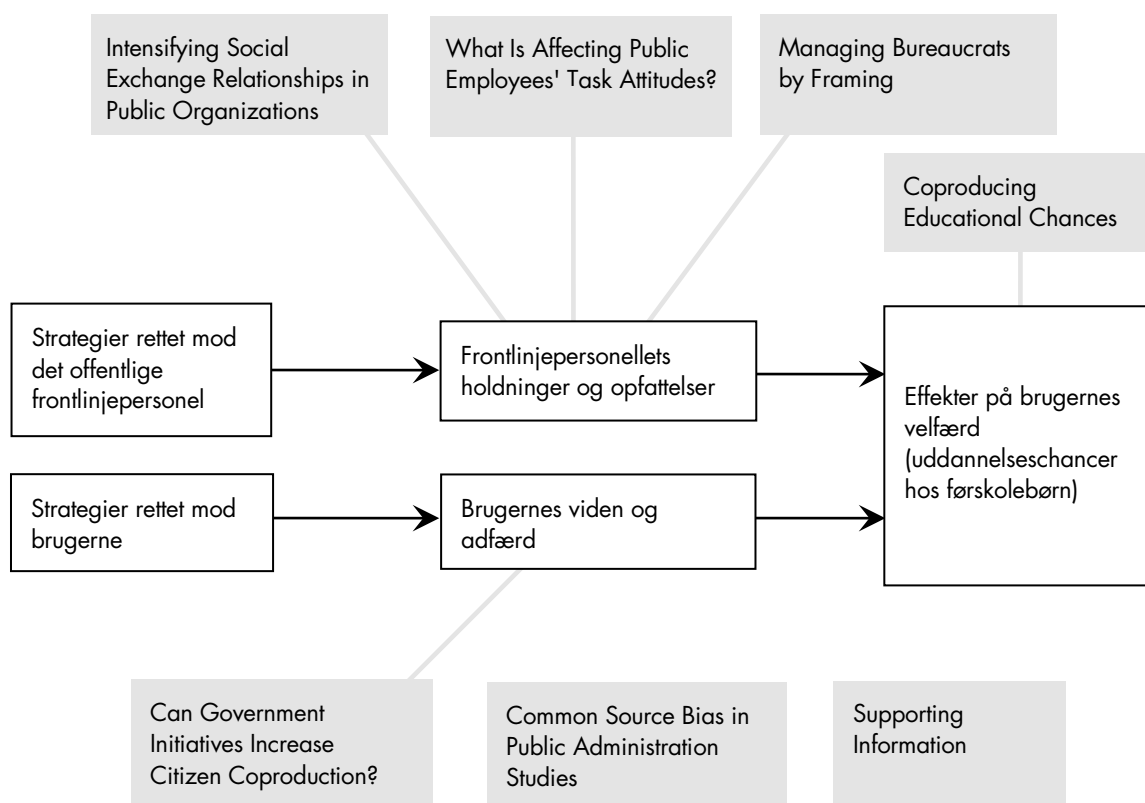 Intensifying Social
Exchange Relationships in
Public Organizations
What Is Affecting Public
Employees' Task Attitudes?
Managing Bureaucrats
by Framing
Coproducing
Educational Chances
Strategier rettet mod
det offentlige
frontlinjepersonel
Frontlinjepersonellets
holdninger og opfattelser
Effekter på brugernes
velfærd
(uddannelseschancer
hos førskolebørn)
Strategier rettet mod
brugerne
Brugernes viden og
adfærd
Can Government
Initiatives Increase
Citizen Coproduction?
Common Source Bias in
Public Administration
Studies
Supporting
Information